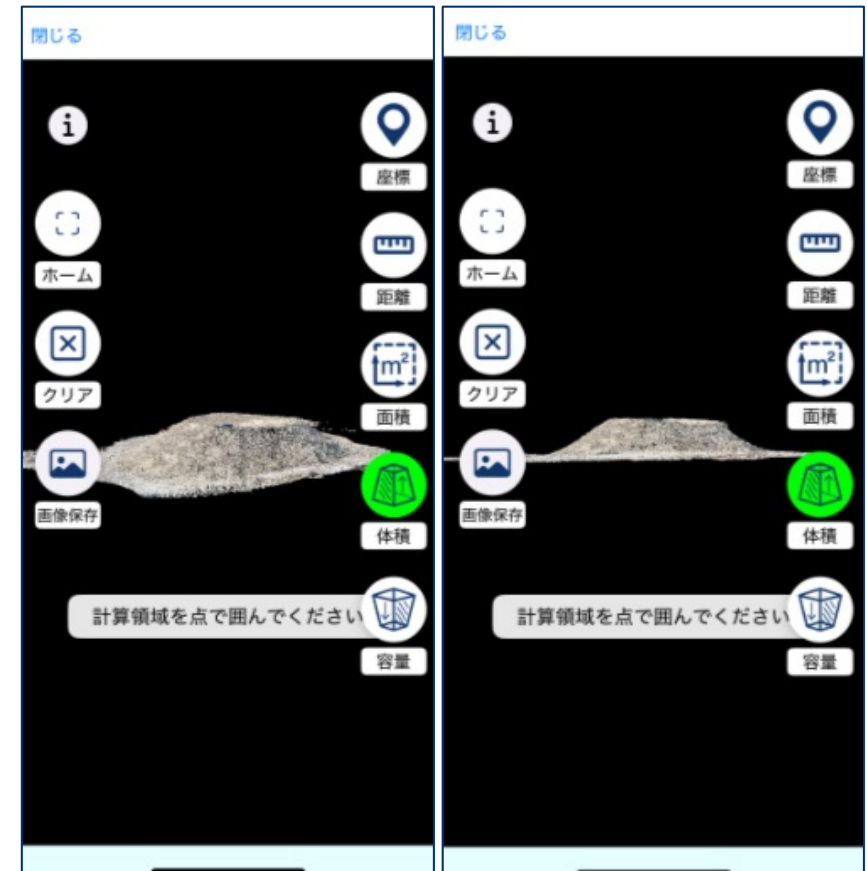 閉じる
i
座標
ホーム
距離
クリア
m²
面積
画像保存
体積
計算領域を点で囲んでください
容量
閉じる
i
座標
ホーム
距離
クリア
m²
面積
画像保存
体積
計算領域を点で囲んでください
容量